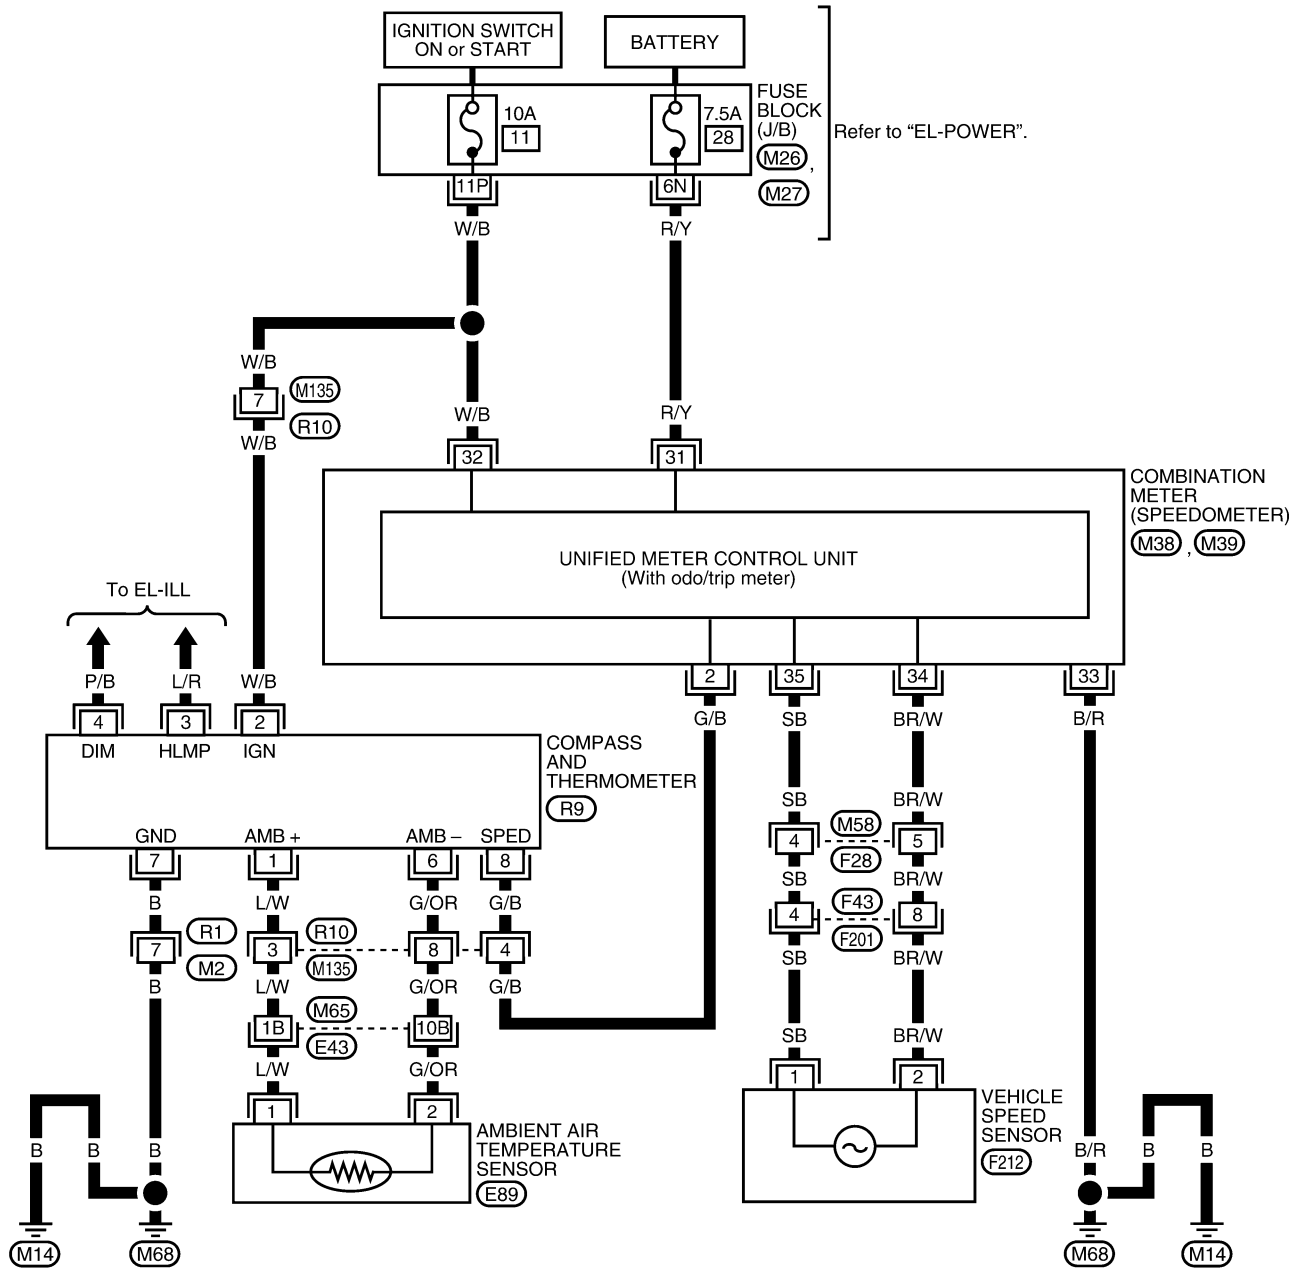 IGNITION SWITCH
ON or START
BATTERY
10A
11
7.5A
28
FUSE
BLOCK
(J/B)
M26 ,
M27
Refer to “EL-POWER”.
11P
6N
W/B
R/Y
W/B
7
M135
R10
W/B
W/B
R/Y
32
31
COMBINATION
METER
(SPEEDOMETER)
M38 , M39
UNIFIED METER CONTROL UNIT
(With odo/trip meter)
To EL-ILL
P/B
L/R
W/B
4
3
2
DIM
HLMP
IGN
COMPASS
AND
THERMOMETER
R9
GND
AMB +
AMB –
SPED
7
1
6
8
B
L/W
G/OR
G/B
7
R1
M2
3
R10
M135
8
4
B
L/W
G/OR
G/B
1B
M65
E43
10B
L/W
G/OR
1
2
AMBIENT AIR
TEMPERATURE
SENSOR
E89
B
B
B
M14
M68
2
35
34
33
G/B
SB
BR/W
B/R
SB
BR/W
4
M58
F28
5
SB
BR/W
4
F43
F201
8
SB
BR/W
SB
BR/W
1
2
VEHICLE
SPEED
SENSOR
F212
B/R
B
B
M68
M14